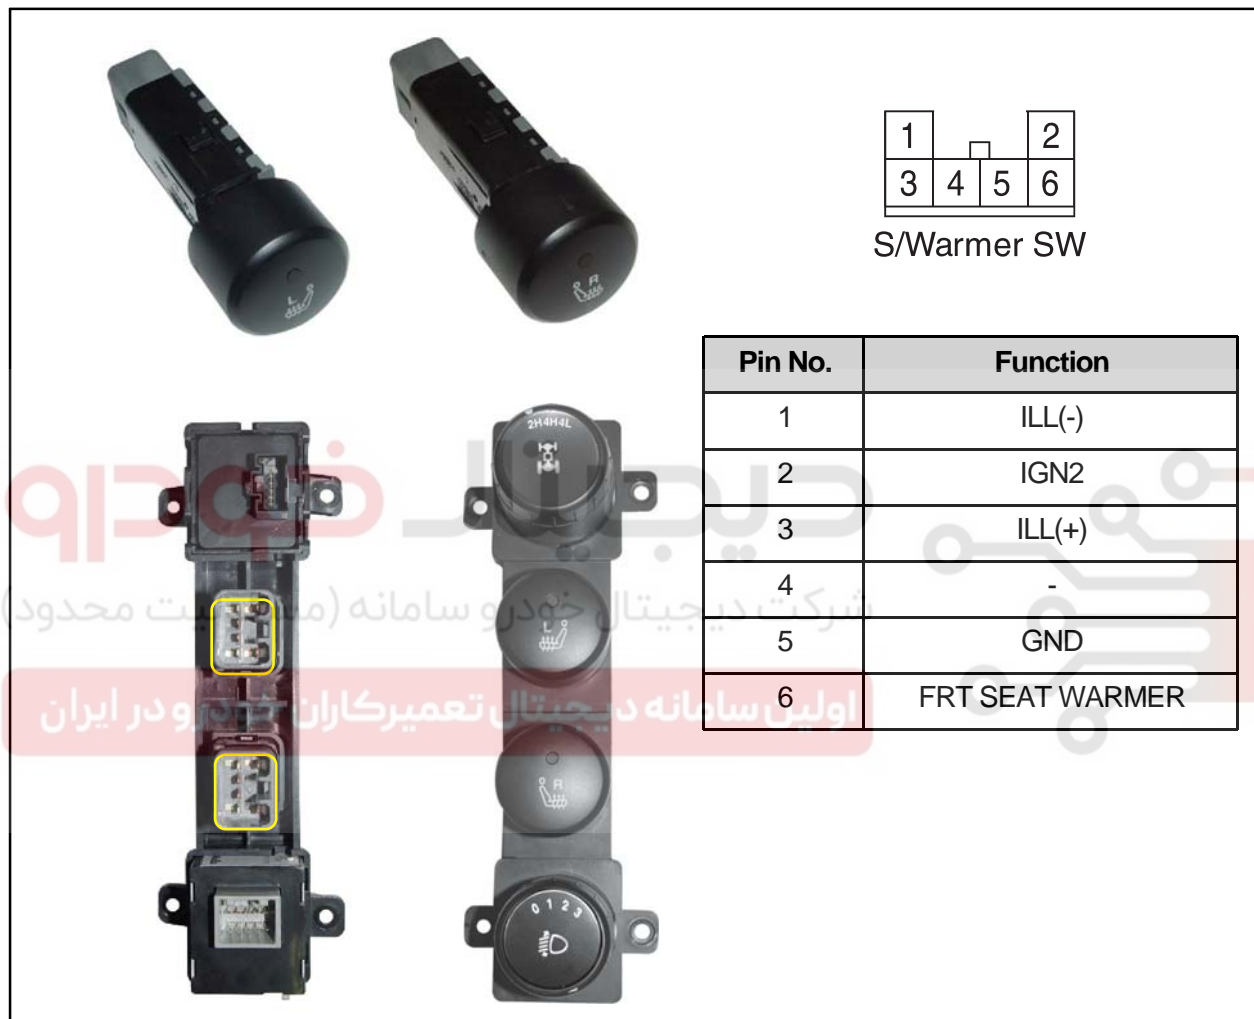 L
R
1 2
3 4 5 6
S/Warmer SW
Pin No. Function
1 ILL(-)
2 IGN2
3 ILL(+)
4 -
5 GND
6 FRT SEAT WARMER
2H4H4L
L
R
0 1 2 3
دیجیتال خودرو
شرکت دیجیتال خودرو سامانه (مسئولیت محدود)
اولین سامانه دیجیتال تعمیرکاران خودرو در ایران